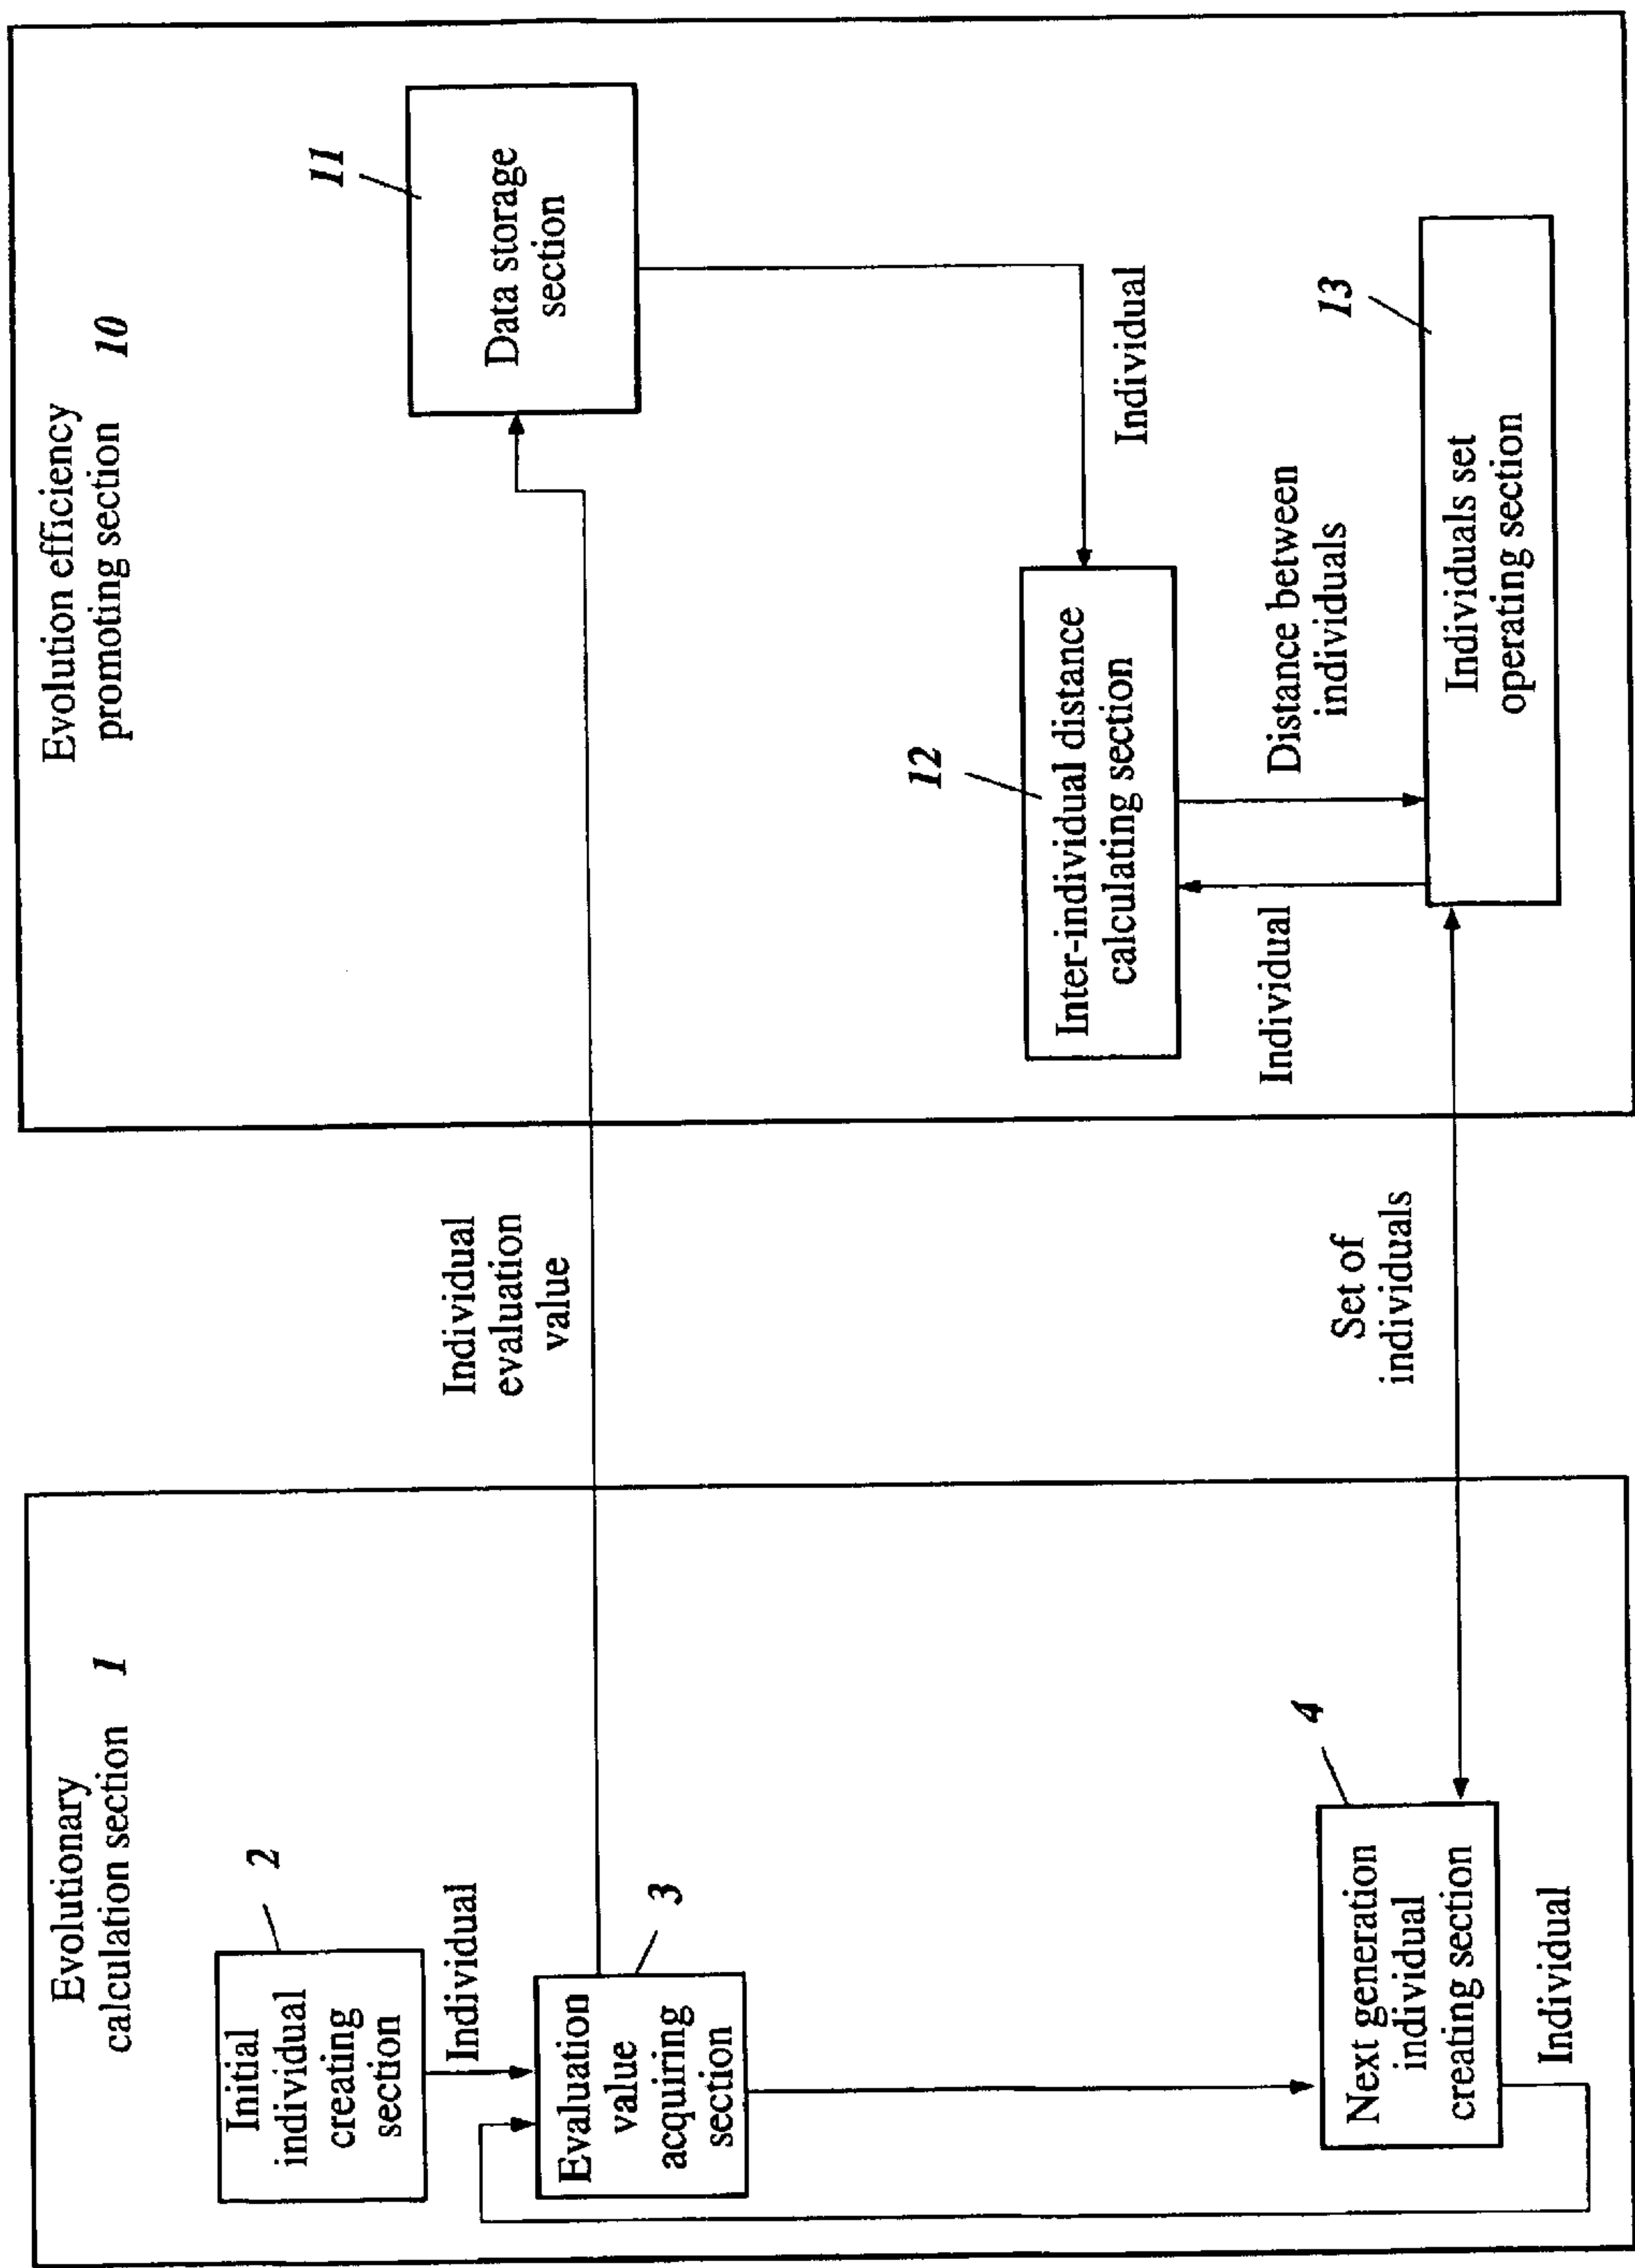 Evolutionary
calculation section 1
2
Initial
individual
creating
section
Individual
3
Evaluation
value
acquiring
section
4
Next generation
individual
creating section
Individual
Individual
evaluation
value
Set of
individuals
Evolution efficiency
promoting section 10
11
Data storage
section
Individual
12
Inter-individual distance
calculating section
Individual
Distance between
individuals
13
Individuals set
operating section